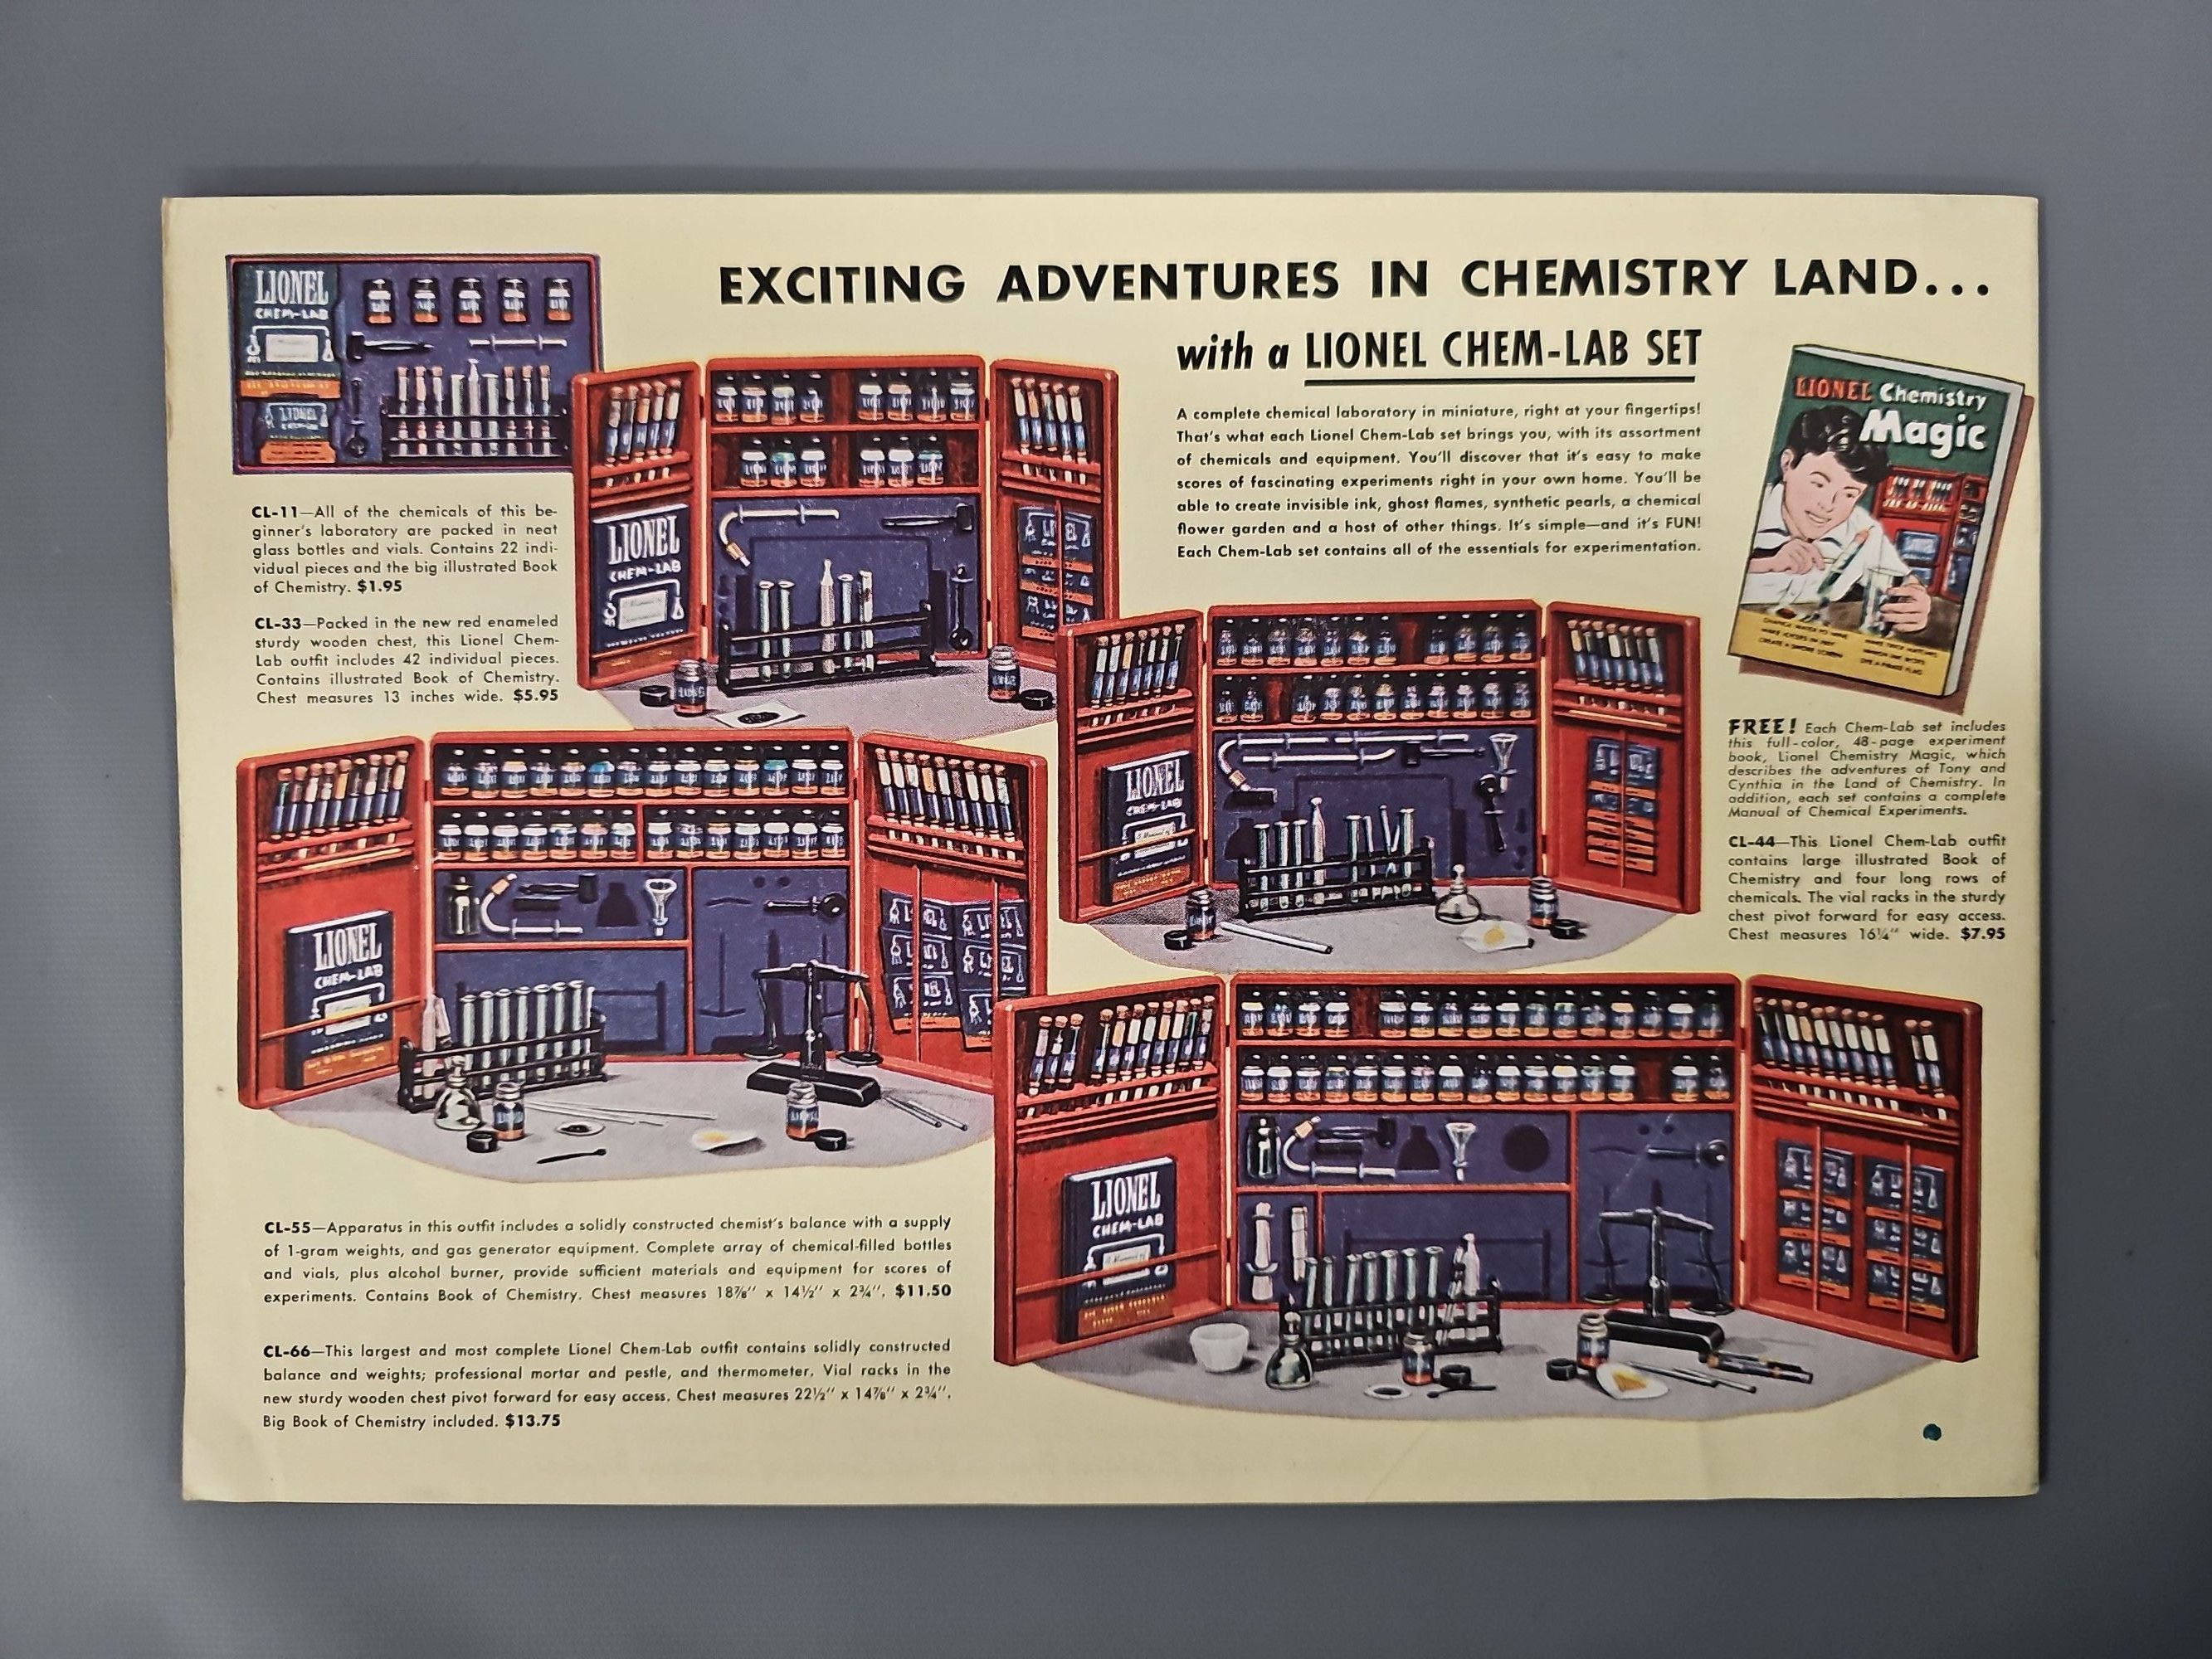 EXCITING ADVENTURES IN CHEMISTRY LAND...
with a LIONEL CHEM-LAB SET
A complete chemical laboratory in miniature, right at your fingertips!
That's what each Lionel Chem-Lab set brings you, with its assortment
of chemicals and equipment. You'll discover that it's easy to make
scores of fascinating experiments right in your own home. You'll be
able to create invisible ink, ghost flames, synthetic pearls, a chemical
flower garden and a host of other things. It's simple—and it's FUN!
Each Chem-Lab set contains all of the essentials for experimentation.
LIONEL
CHEM-LAB
LIONEL
CHEM-LAB
CL-11—All of the chemicals of this be-
ginner's laboratory are packed in neat
glass bottles and vials. Contains 22 indi-
vidual pieces and the big illustrated Book
of Chemistry. $1.95
CL-33—Packed in the new red enameled
sturdy wooden chest, this Lionel Chem-
Lab outfit includes 42 individual pieces.
Contains illustrated Book of Chemistry.
Chest measures 13 inches wide. $5.95
LIONEL
CHEM-LAB
LIONEL
CHEM-LAB
LIONEL Chemistry
Magic
FREE! Each Chem-Lab set includes
this full-color, 48-page experiment
book, Lionel Chemistry Magic, which
describes the adventures of Tony and
Cynthia in the Land of Chemistry. In
addition, each set contains a complete
Manual of Chemical Experiments.
CL-44—This Lionel Chem-Lab outfit
contains large illustrated Book of
Chemistry and four long rows of
chemicals. The vial racks in the sturdy
chest pivot forward for easy access.
Chest measures 16¼" wide. $7.95
LIONEL
CHEM-LAB
LIONEL
CHEM-LAB
CL-55—Apparatus in this outfit includes a solidly constructed chemist's balance with a supply
of 1-gram weights, and gas generator equipment. Complete array of chemical-filled bottles
and vials, plus alcohol burner, provide sufficient materials and equipment for scores of
experiments. Contains Book of Chemistry. Chest measures 18⅞" x 14½" x 2¾". $11.50
CL-66—This largest and most complete Lionel Chem-Lab outfit contains solidly constructed
balance and weights; professional mortar and pestle, and thermometer. Vial racks in the
new sturdy wooden chest pivot forward for easy access. Chest measures 22½" x 14⅞" x 2¾".
Big Book of Chemistry included. $13.75